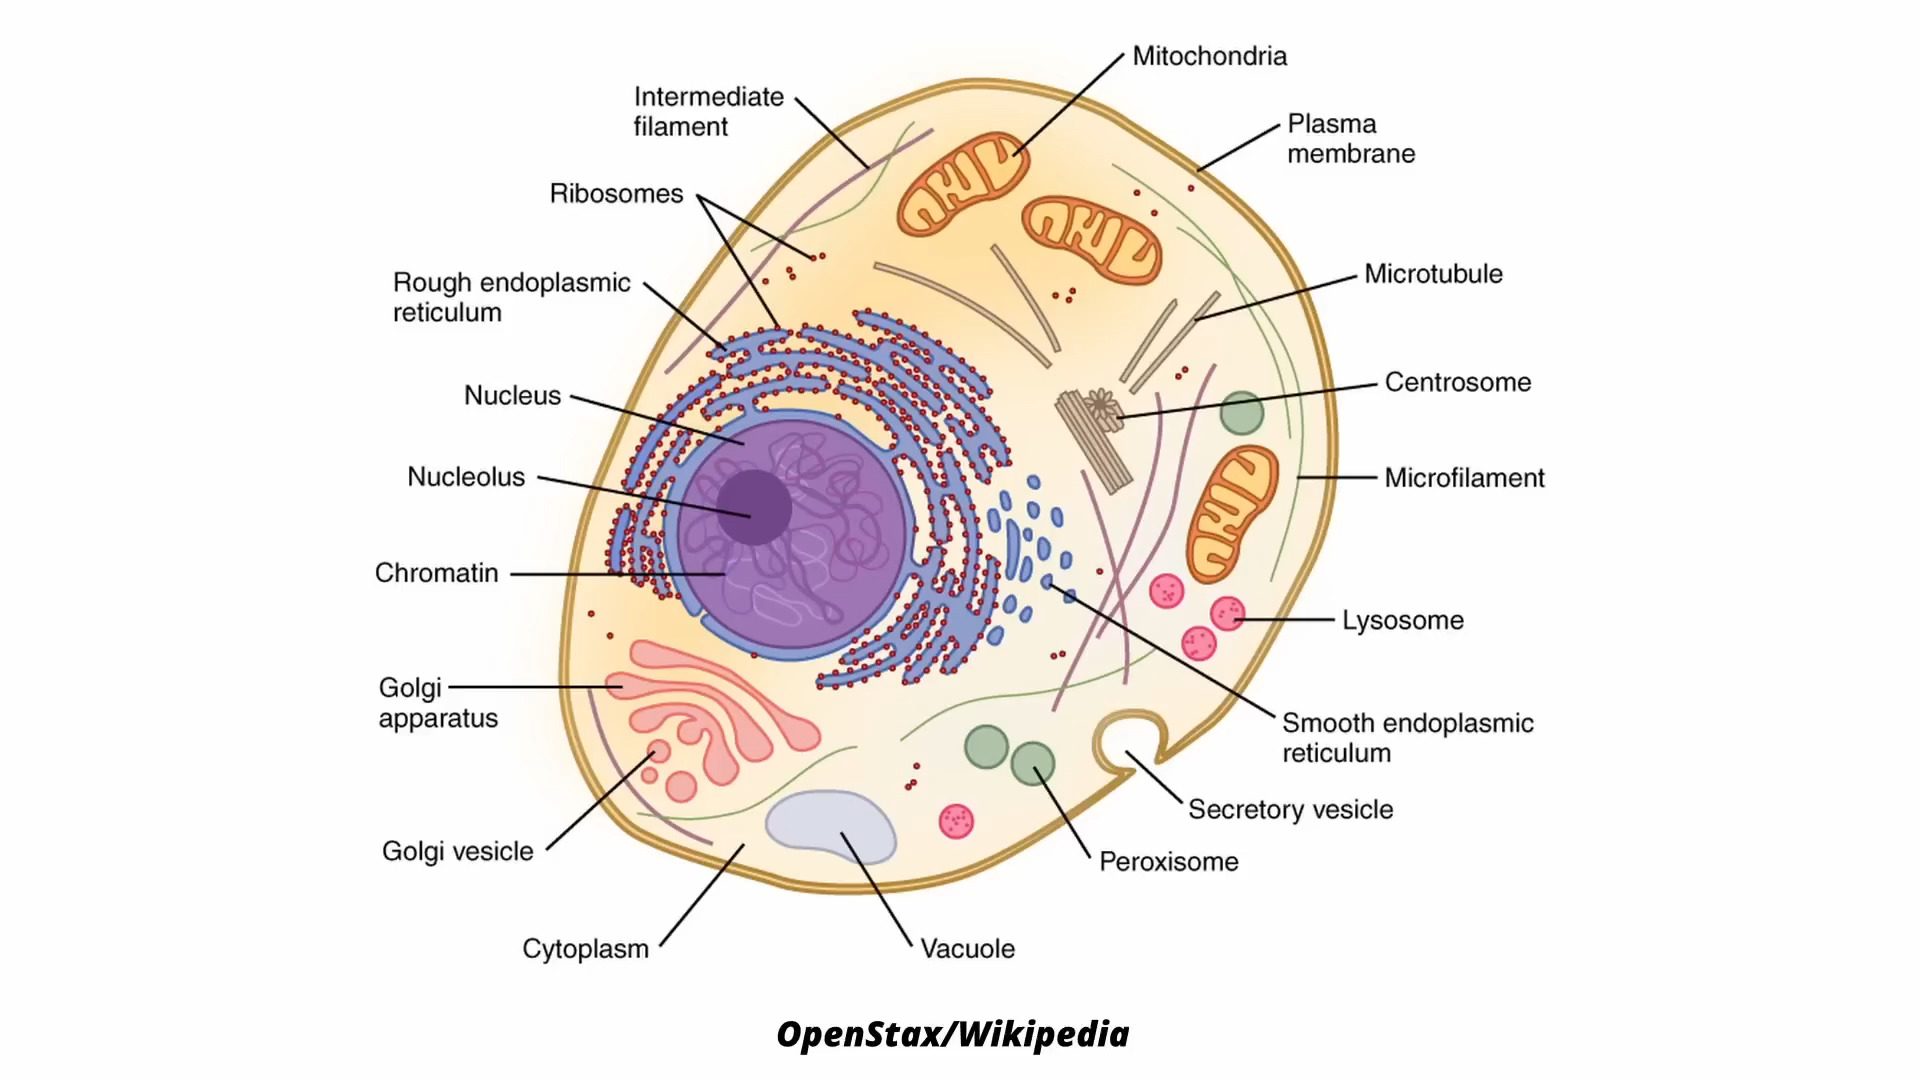 Mitochondria
Intermediate
filament
Plasma
membrane
Ribosomes
Rough endoplasmic
reticulum
Microtubule
Nucleus
Centrosome
Nucleolus
Microfilament
Chromatin
Lysosome
Golgi
apparatus
Smooth endoplasmic
reticulum
Secretory vesicle
Golgi vesicle
Peroxisome
Cytoplasm
Vacuole
OpenStax/Wikipedia